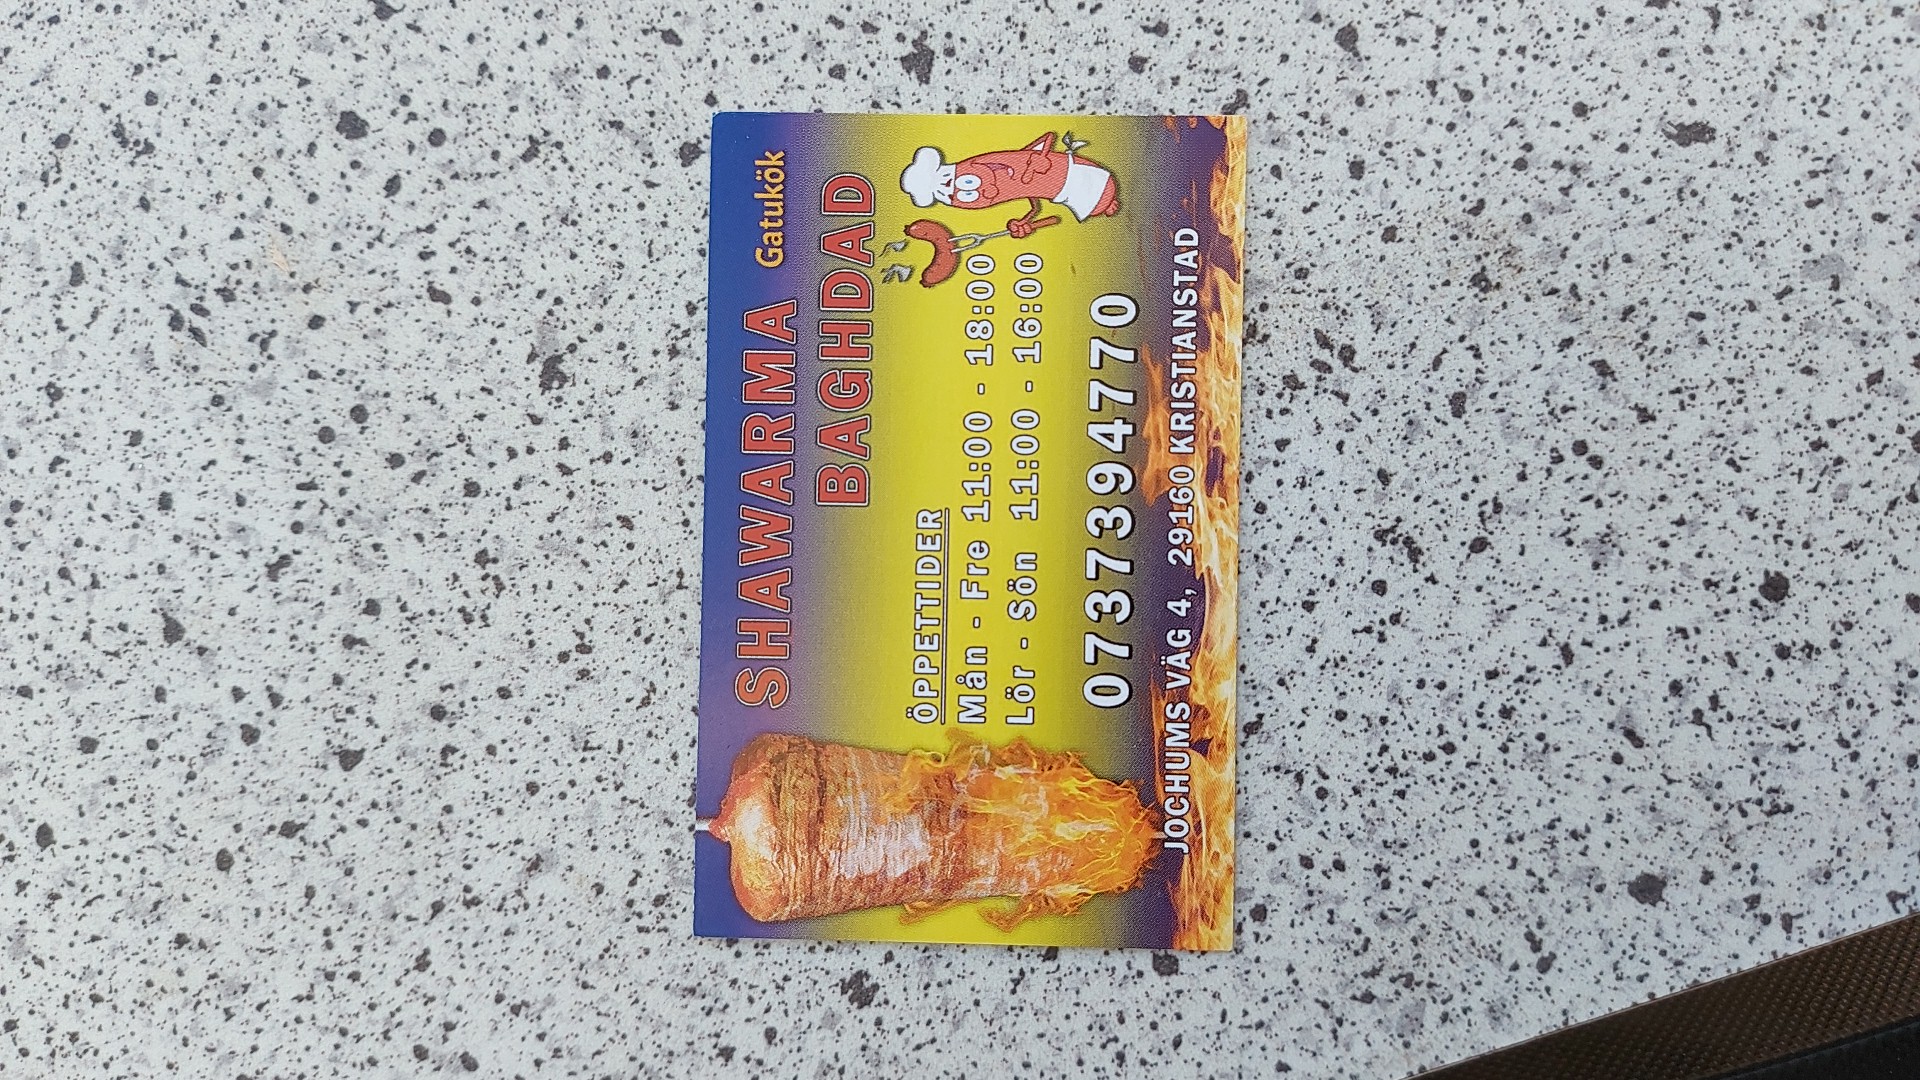 Gatukök
SHAWARMA
BAGHDAD
ÖPPETTIDER
Mån - Fre 11:00 - 18:00
Lör - Sön 11:00 - 16:00
0737394770
JOCHUMS VÄG 4, 29160 KRISTIANSTAD